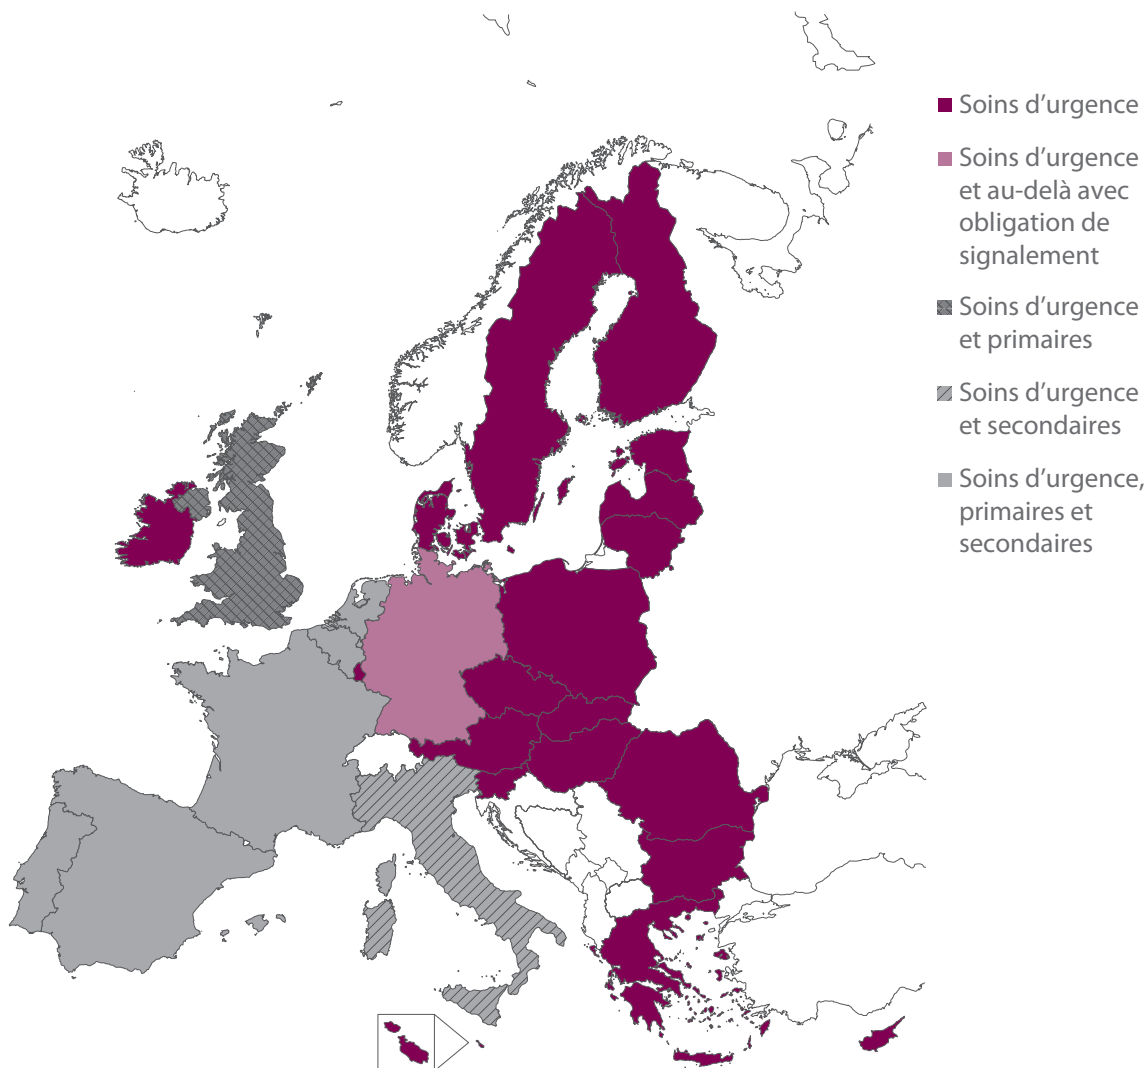 Soins d’urgence
Soins d’urgence
et au-delà avec
obligation de
signalement
Soins d’urgence
et primaires
Soins d’urgence
et secondaires
Soins d’urgence,
primaires et
secondaires